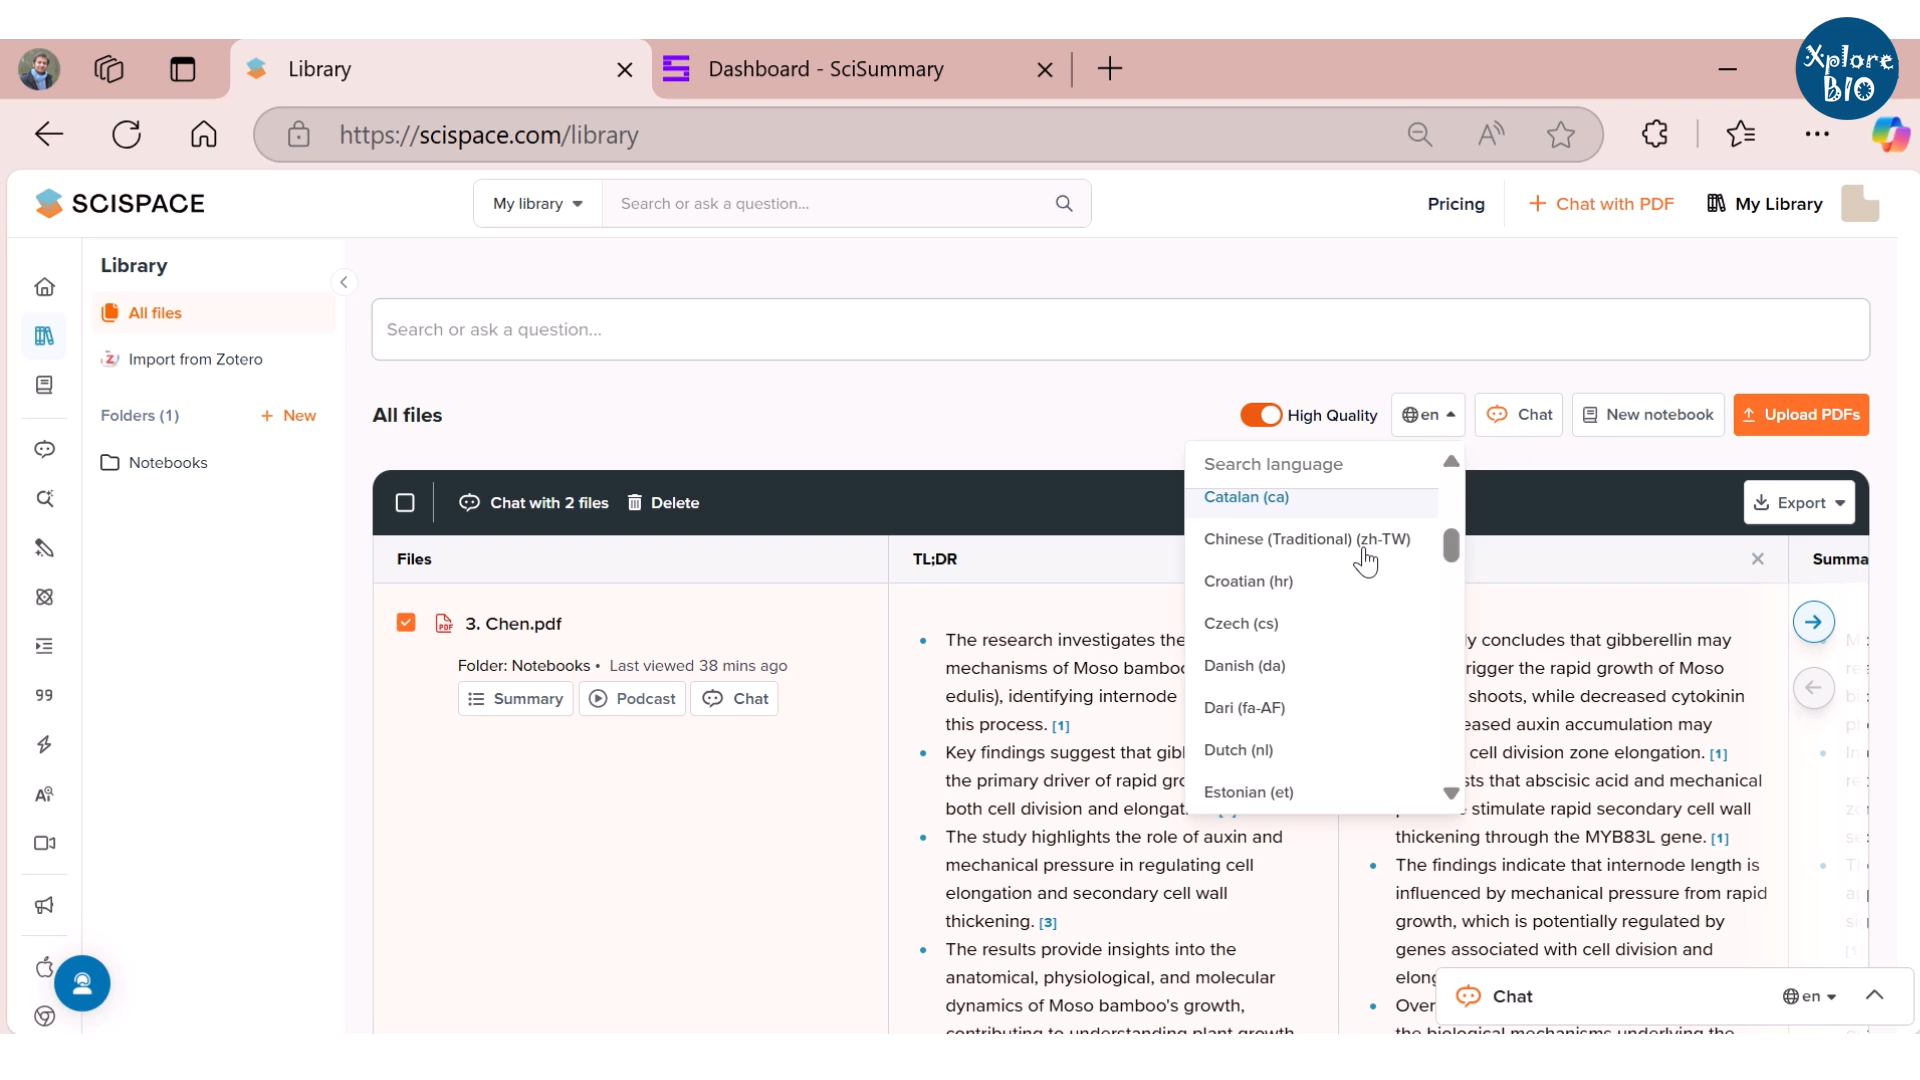 Xplore
BIO
Library
Dashboard - SciSummary
https://scispace.com/library
SCISPACE
My library
Search or ask a question...
Pricing
+ Chat with PDF
My Library
Library
All files
Import from Zotero
Folders (1)
+ New
Notebooks
Search or ask a question...
All files
High Quality
en
Chat
New notebook
Upload PDFs
Chat with 2 files
Delete
Export
Search language
Catalan (ca)
Chinese (Traditional) (zh-TW)
Croatian (hr)
Czech (cs)
Danish (da)
Dari (fa-AF)
Dutch (nl)
Estonian (et)
Files
TL;DR
Summa
3. Chen.pdf
Folder: Notebooks • Last viewed 38 mins ago
Summary
Podcast
Chat
• The research investigates the
mechanisms of Moso bamboo
edulis), identifying internode
this process. [1]
• Key findings suggest that gib
the primary driver of rapid gr
both cell division and elongat
• The study highlights the role of auxin and
mechanical pressure in regulating cell
elongation and secondary cell wall
thickening. [3]
• The results provide insights into the
anatomical, physiological, and molecular
dynamics of Moso bamboo's growth,
contributing to understanding plant growth
y concludes that gibberellin may
rigger the rapid growth of Moso
shoots, while decreased cytokinin
eased auxin accumulation may
cell division zone elongation. [1]
sts that abscisic acid and mechanical
stimulate rapid secondary cell wall
thickening through the MYB83L gene. [1]
• The findings indicate that internode length is
influenced by mechanical pressure from rapid
growth, which is potentially regulated by
genes associated with cell division and
elong
• Over
the biological mechanisms underlying the
Chat
en